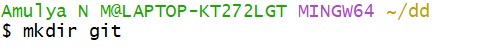 Amulya N M@LAPTOP-KT272LGT MINGW64 ~/dd
$ mkdir git